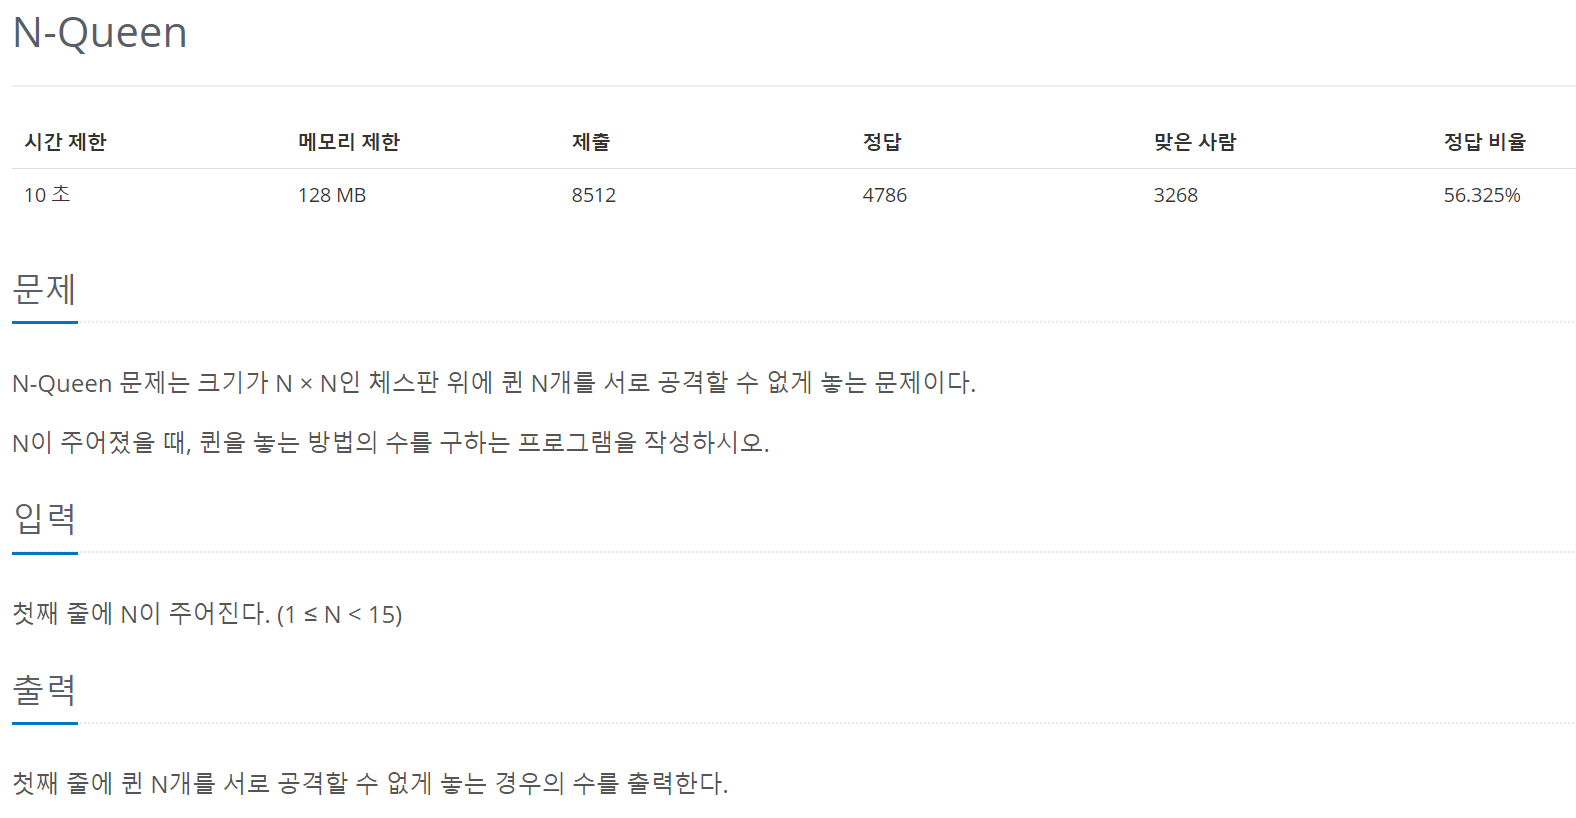 N-Queen
시간 제한 메모리 제한 제출 정답 맞은 사람 정답 비율
10 초 128 MB 8512 4786 3268 56.325%
문제
N-Queen 문제는 크기가 N × N인 체스판 위에 퀸 N개를 서로 공격할 수 없게 놓는 문제이다.
N이 주어졌을 때, 퀸을 놓는 방법의 수를 구하는 프로그램을 작성하시오.
입력
첫째 줄에 N이 주어진다. (1 ≤ N < 15)
출력
첫째 줄에 퀸 N개를 서로 공격할 수 없게 놓는 경우의 수를 출력한다.